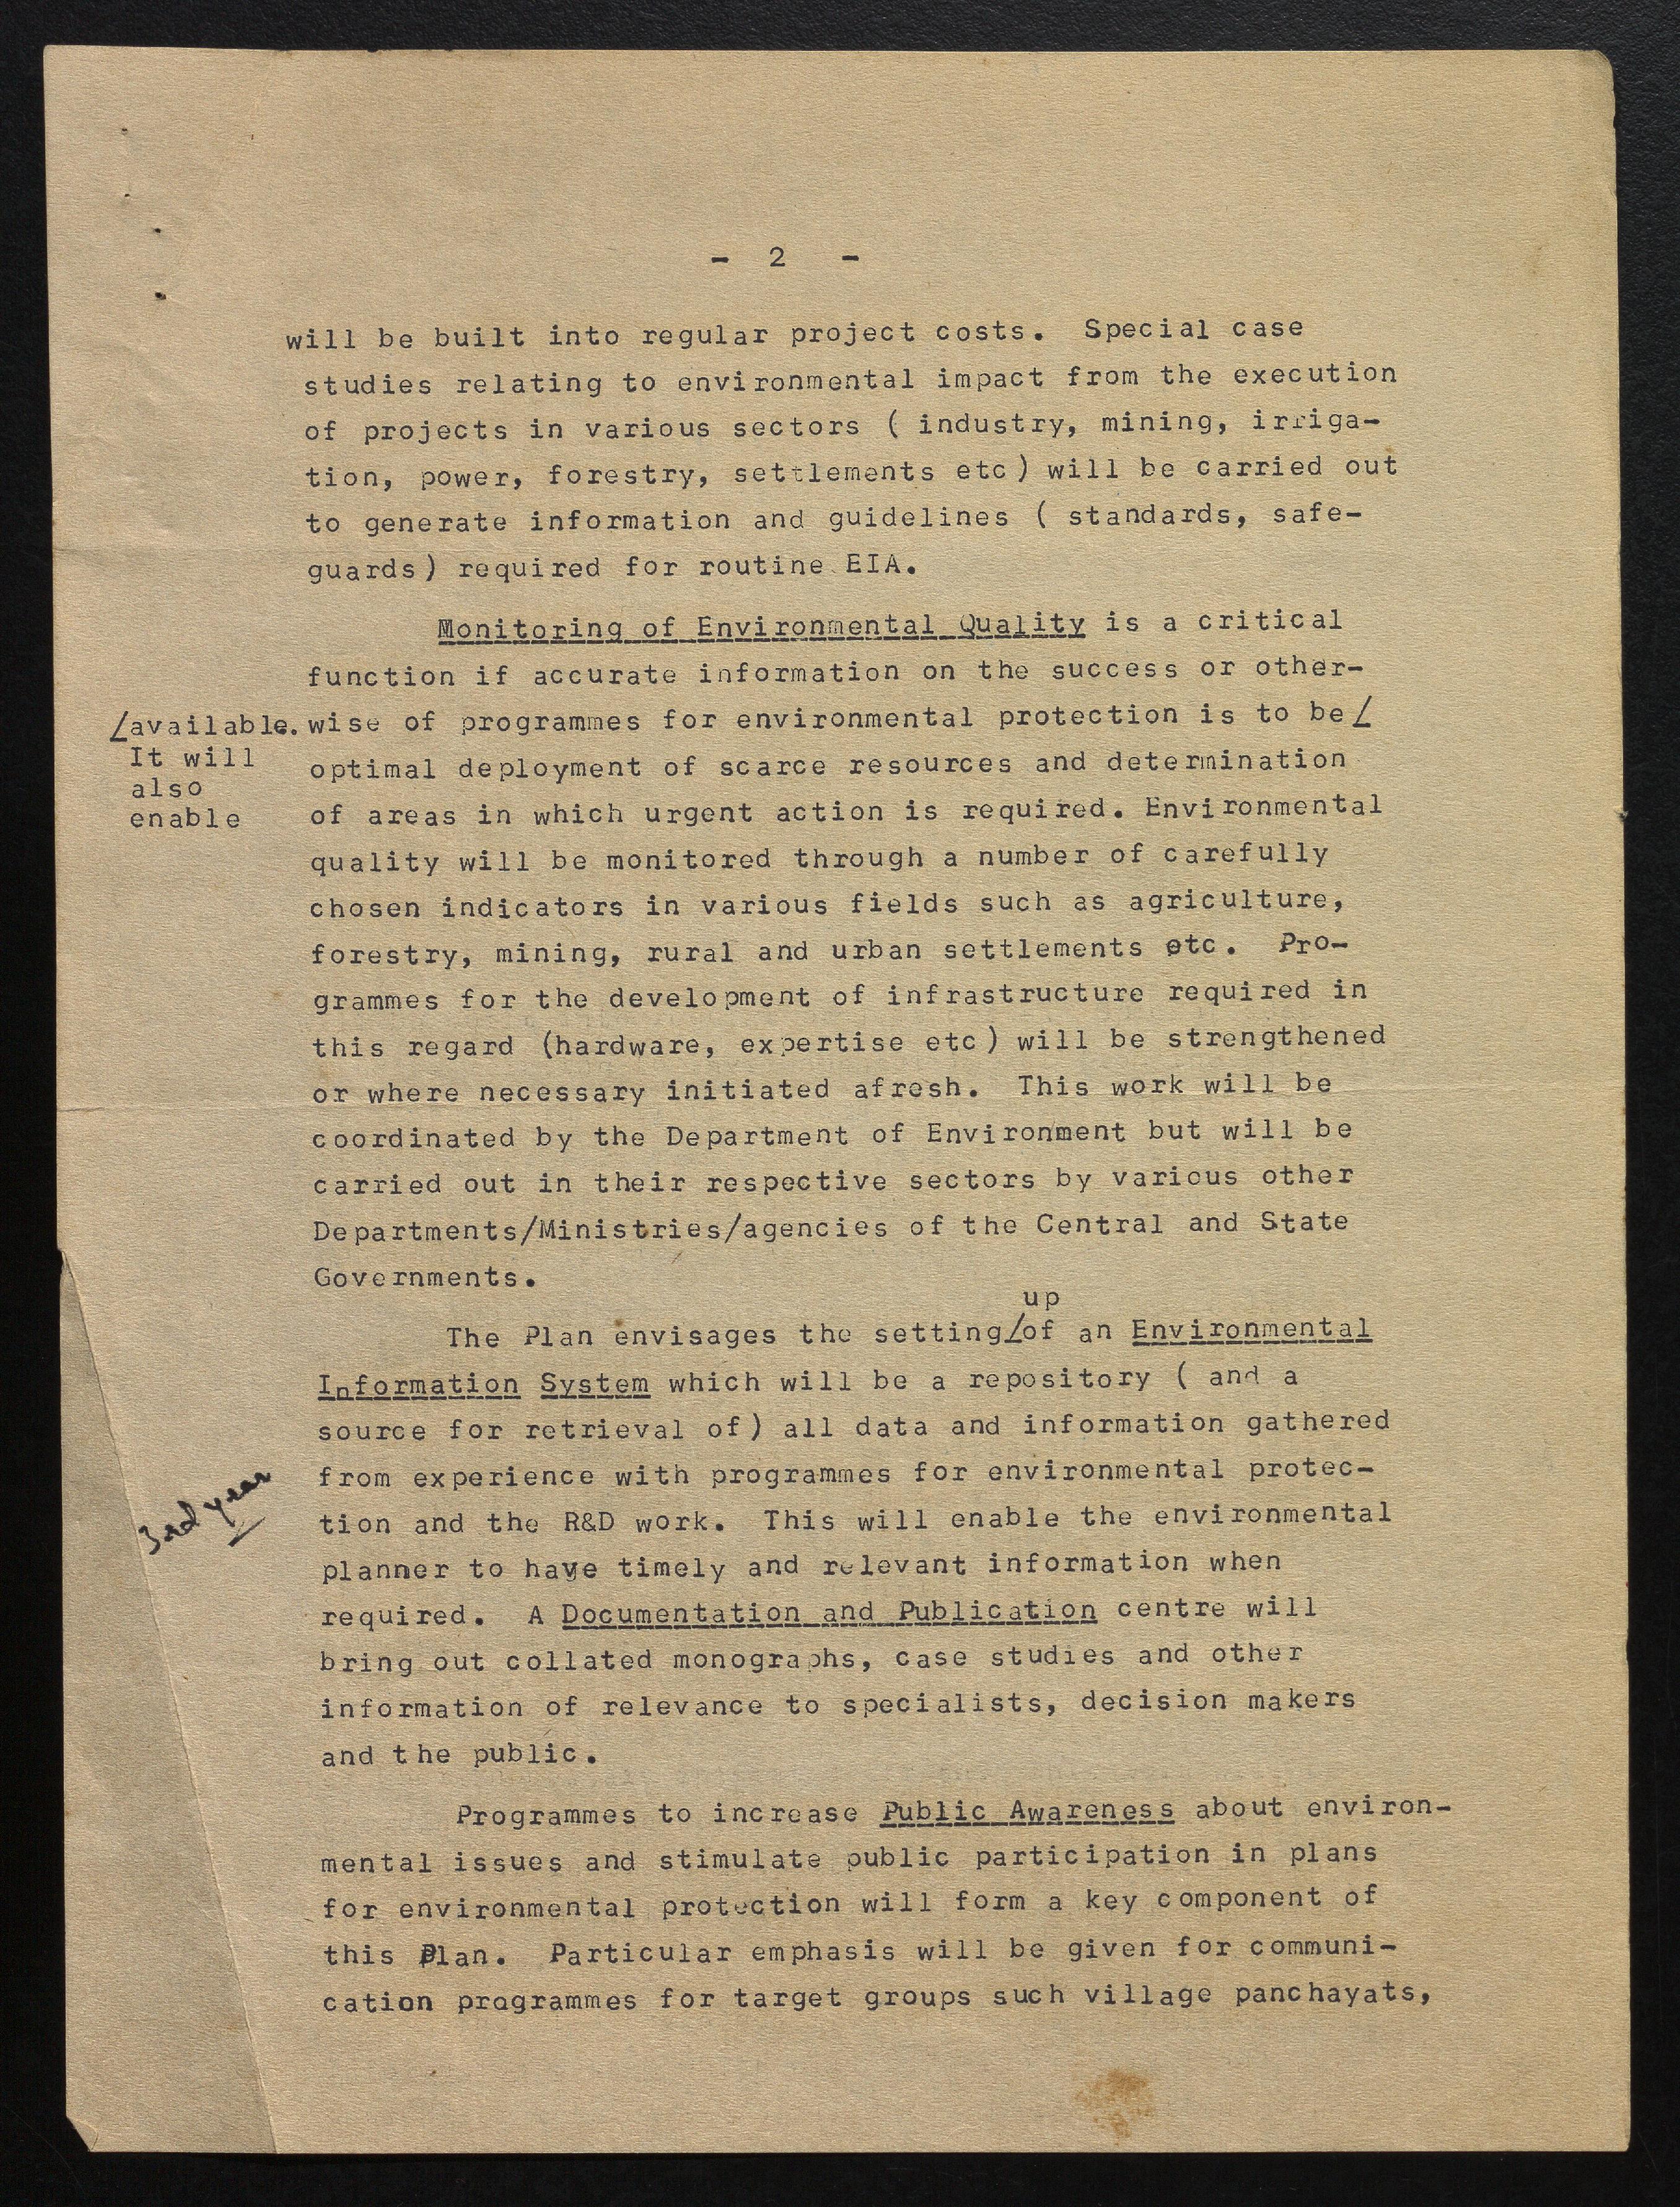 - 2 -
will be built into regular project costs. Special case
studies relating to environmental impact from the execution
of projects in various sectors ( industry, mining, irriga-
tion, power, forestry, settlements etc) will be carried out
to generate information and guidelines ( standards, safe-
guards) required for routine EIA.
Monitoring of Environmental Quality is a critical
function if accurate information on the success or other-
wise of programmes for environmental protection is to be/
/available.
It will
also
enable
optimal deployment of scarce resources and determination
of areas in which urgent action is required. Environmental
quality will be monitored through a number of carefully
chosen indicators in various fields such as agriculture,
forestry, mining, rural and urban settlements etc. Pro-
grammes for the development of infrastructure required in
this regard (hardware, expertise etc) will be strengthened
or where necessary initiated afresh. This work will be
coordinated by the Department of Environment but will be
carried out in their respective sectors by various other
Departments/Ministries/agencies of the Central and State
Governments.
up
The Plan envisages the setting/of an Environmental
Information System which will be a repository ( and a
source for retrieval of) all data and information gathered
from experience with programmes for environmental protec-
3rd year
tion and the R&D work. This will enable the environmental
planner to have timely and relevant information when
required. A Documentation and Publication centre will
bring out collated monographs, case studies and other
information of relevance to specialists, decision makers
and the public.
Programmes to increase Public Awareness about environ-
mental issues and stimulate public participation in plans
for environmental protection will form a key component of
this Plan. Particular emphasis will be given for communi-
cation programmes for target groups such village panchayats,